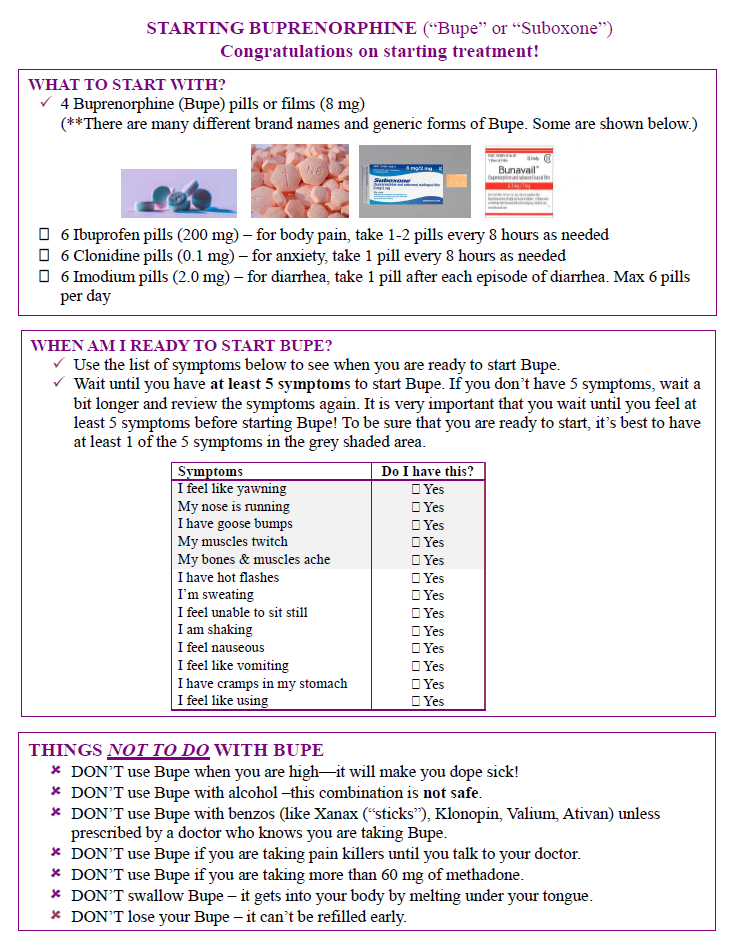 STARTING BUPRENORPHINE (“Bupe” or “Suboxone”)
Congratulations on starting treatment!
WHAT TO START WITH?
✓ 4 Buprenorphine (Bupe) pills or films (8 mg)
(**There are many different brand names and generic forms of Bupe. Some are shown below.)
8 mg/2 mg
Suboxone
Rx Only
Bunavail
☐ 6 Ibuprofen pills (200 mg) – for body pain, take 1-2 pills every 8 hours as needed
☐ 6 Clonidine pills (0.1 mg) – for anxiety, take 1 pill every 8 hours as needed
☐ 6 Imodium pills (2.0 mg) – for diarrhea, take 1 pill after each episode of diarrhea. Max 6 pills
per day
WHEN AM I READY TO START BUPE?
✓ Use the list of symptoms below to see when you are ready to start Bupe.
✓ Wait until you have at least 5 symptoms to start Bupe. If you don’t have 5 symptoms, wait a
bit longer and review the symptoms again. It is very important that you wait until you feel at
least 5 symptoms before starting Bupe! To be sure that you are ready to start, it’s best to have
at least 1 of the 5 symptoms in the grey shaded area.
Symptoms Do I have this?
I feel like yawning ☐ Yes
My nose is running ☐ Yes
I have goose bumps ☐ Yes
My muscles twitch ☐ Yes
My bones & muscles ache ☐ Yes
I have hot flashes ☐ Yes
I’m sweating ☐ Yes
I feel unable to sit still ☐ Yes
I am shaking ☐ Yes
I feel nauseous ☐ Yes
I feel like vomiting ☐ Yes
I have cramps in my stomach ☐ Yes
I feel like using ☐ Yes
THINGS NOT TO DO WITH BUPE
✗ DON’T use Bupe when you are high—it will make you dope sick!
✗ DON’T use Bupe with alcohol –this combination is not safe.
✗ DON’T use Bupe with benzos (like Xanax (“sticks”), Klonopin, Valium, Ativan) unless
prescribed by a doctor who knows you are taking Bupe.
✗ DON’T use Bupe if you are taking pain killers until you talk to your doctor.
✗ DON’T use Bupe if you are taking more than 60 mg of methadone.
✗ DON’T swallow Bupe – it gets into your body by melting under your tongue.
✗ DON’T lose your Bupe – it can’t be refilled early.